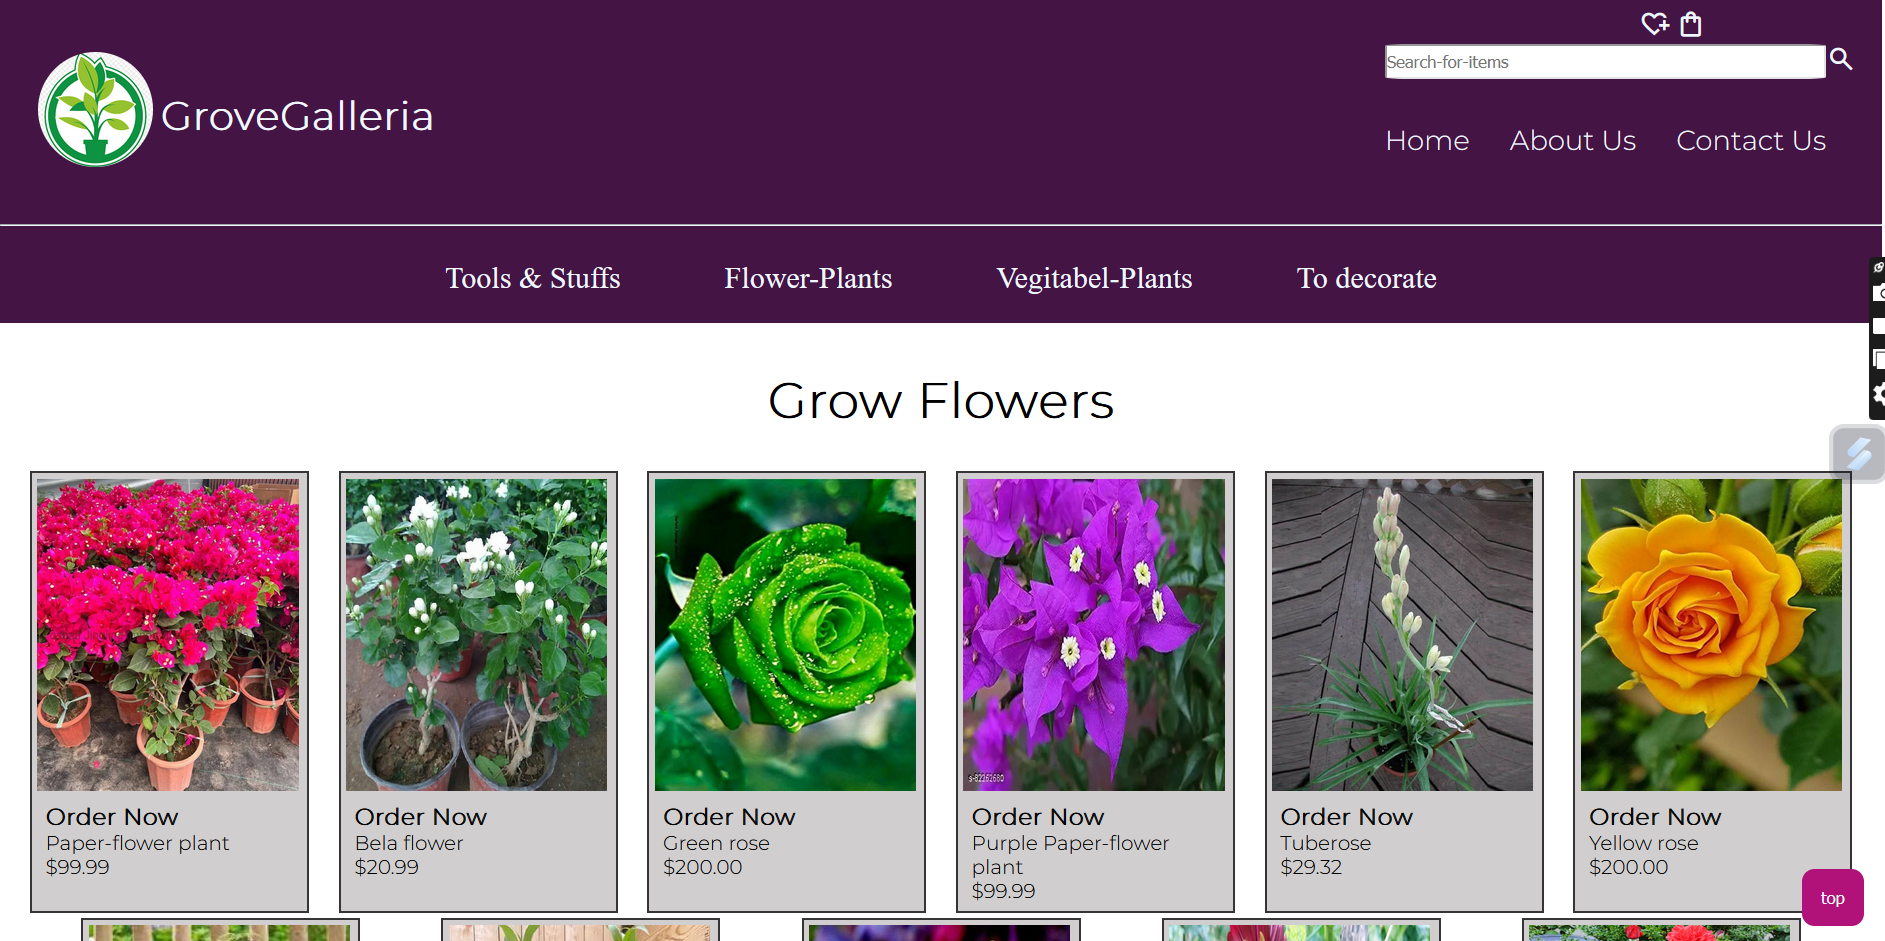 GroveGalleria
Search-for-items
Home About Us Contact Us
Tools & Stuffs Flower-Plants Vegitabel-Plants To decorate
Grow Flowers
s-82262680
Order Now
Paper-flower plant
$99.99
Order Now
Bela flower
$20.99
Order Now
Green rose
$200.00
Order Now
Purple Paper-flower
plant
$99.99
Order Now
Tuberose
$29.32
Order Now
Yellow rose
$200.00
top